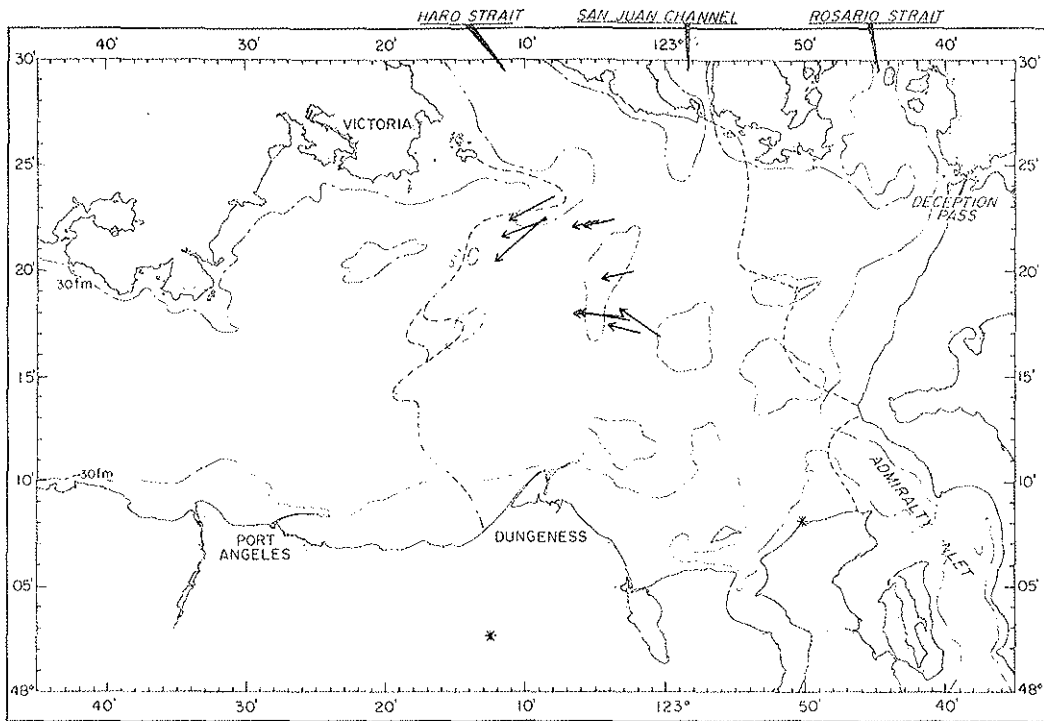 HARO STRAIT SAN JUAN CHANNEL ROSARIO STRAIT
40' 30' 20' 10' 123° 50' 40'
30' 30'
VICTORIA
25' 25'
DECEPTION
PASS
20' 20'
30fm
15' 15'
30fm
10' 10'
ADMIRALTY
INLET
PORT
ANGELES
DUNGENESS
05' 05'
48° 48°
40' 30' 20' 10' 123° 50' 40'